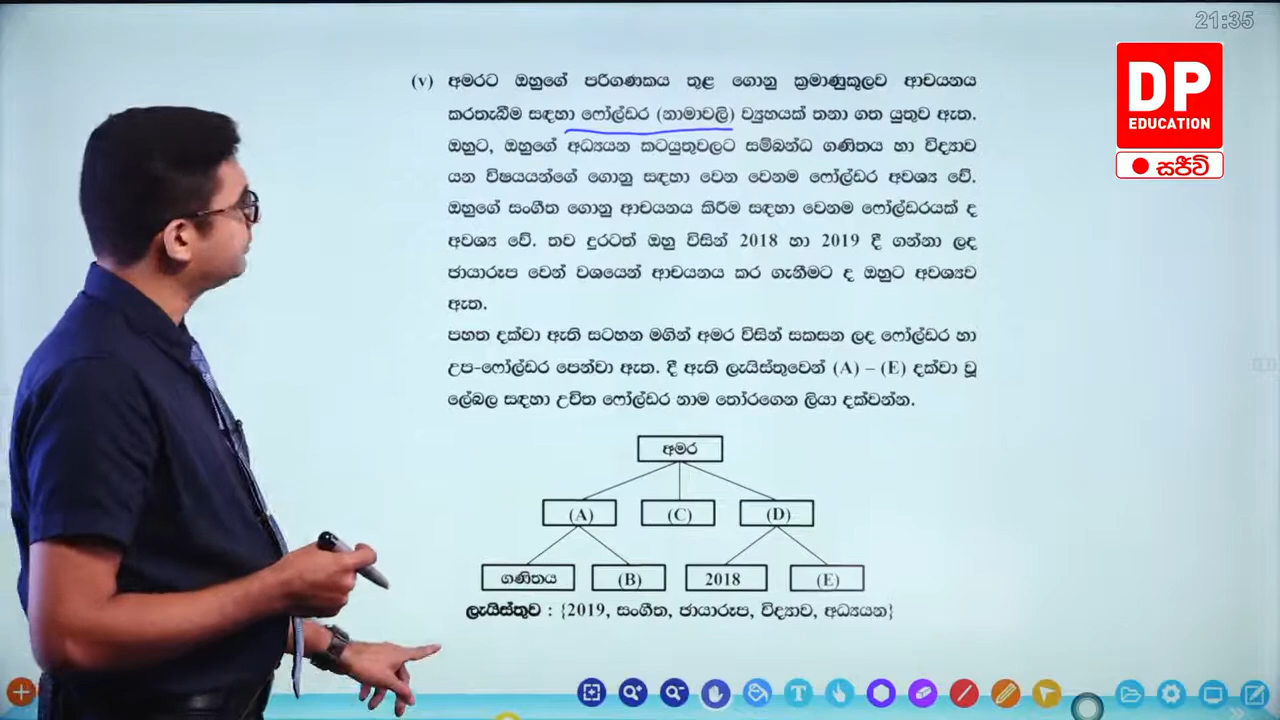 21:35
DP
EDUCATION
සජීවි
(v) අමරට ඔහුගේ පරිගණකය තුළ ගොනු ක්‍රමාණුකූලව ආචයනය
කරතැබීම සඳහා ෆෝල්ඩර (නාමාවලි) ව්‍යුහයක් තනා ගත යුතුව ඇත.
ඔහුට, ඔහුගේ අධ්‍යයන කටයුතුවලට සම්බන්ධ ගණිතය හා විද්‍යාව
යන විෂයයන්ගේ ගොනු සඳහා වෙන වෙනම ෆෝල්ඩර අවශ්‍ය වේ.
ඔහුගේ සංගීත ගොනු ආචයනය කිරීම සඳහා වෙනම ෆෝල්ඩරයක් ද
අවශ්‍ය වේ. තව දුරටත් ඔහු විසින් 2018 හා 2019 දී ගන්නා ලද
ඡායාරූප වෙන් වශයෙන් ආචයනය කර ගැනීමට ද ඔහුට අවශ්‍යව
ඇත.
පහත දක්වා ඇති සටහන මගින් අමර විසින් සකසන ලද ෆෝල්ඩර හා
උප-ෆෝල්ඩර පෙන්වා ඇත. දී ඇති ලැයිස්තුවෙන් (A) – (E) දක්වා වූ
ලේබල සඳහා උචිත ෆෝල්ඩර නාම තෝරගෙන ලියා දක්වන්න.
අමර
(A) (C) (D)
ගණිතය (B) 2018 (E)
ලැයිස්තුව : {2019, සංගීත, ඡායාරූප, විද්‍යාව, අධ්‍යයන}